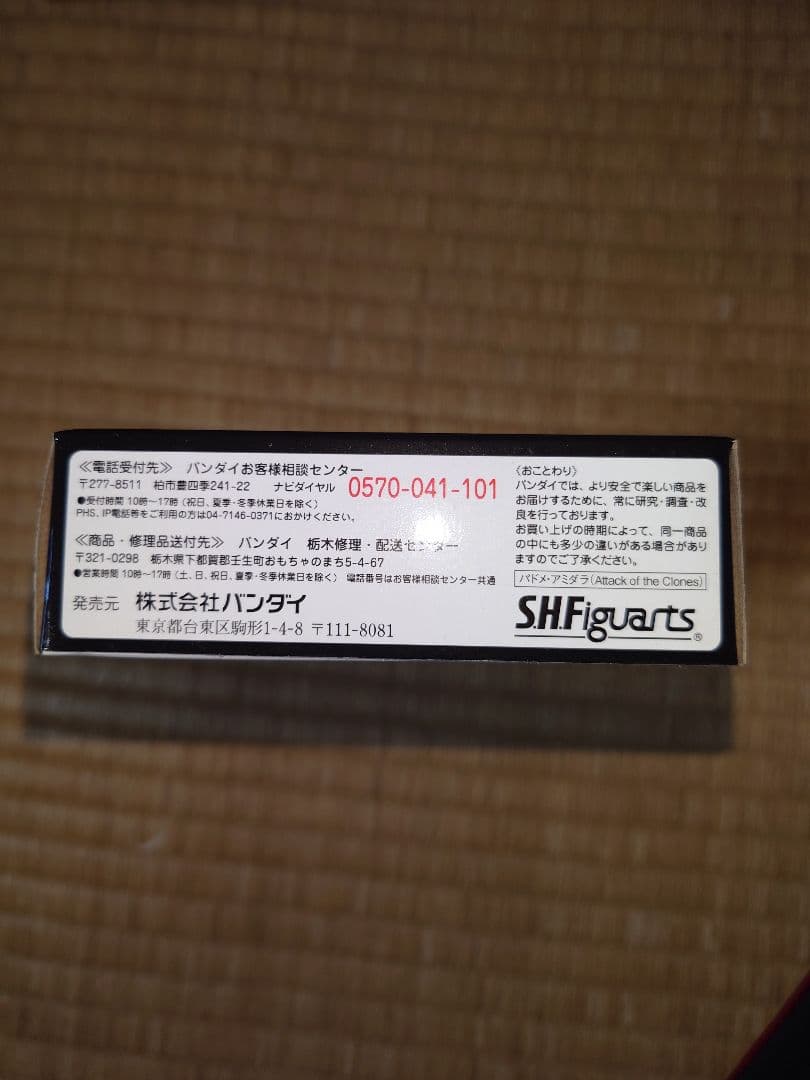 ≪電話受付先≫ バンダイお客様相談センター
〒277-8511 柏市豊四季241-22 ナビダイヤル 0570-041-101
●受付時間 10時〜17時(祝日、夏季・冬季休業日を除く)
PHS、IP電話等をご利用の方は04-7146-0371におかけください。
≪商品・修理品送付先≫ バンダイ 栃木修理・配送センター
〒321-0298 栃木県下都賀郡壬生町おもちゃのまち5-4-67
●営業時間 10時〜17時(土、日、祝日、夏季・冬季休業日を除く) 電話番号はお客様相談センター共通
発売元 株式会社バンダイ
東京都台東区駒形1-4-8 〒111-8081
〈おことわり〉
バンダイでは、より安全で楽しい商品を
お届けするために、常に研究・調査・改
良を行っております。
お買い上げの時期によって、同一商品
の中にも多少の違いがある場合があり
ますのでご了承ください。
パドメ・アミダラ(Attack of the Clones)
S.H.Figuarts®